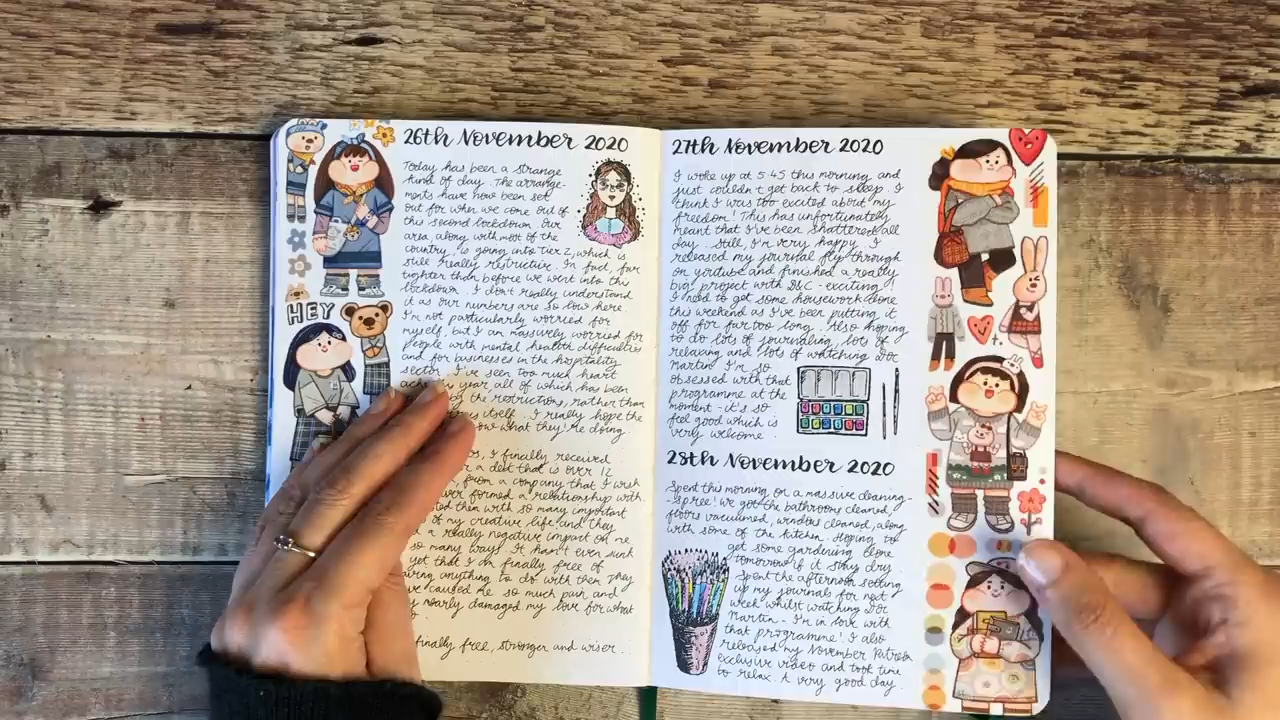 26th November 2020
Today has been a strange
kind of day. The arrange-
ments have now been set
out for when we come out of
this second lockdown. Our
area, along with most of the
country, is going into Tier 2, which is
still really restrictive. In fact, far
tighter than before we went into this
lockdown. I don't really understand
it as our numbers are so low here.
I'm not particularly worried for
myself, but I am massively worried for
people with mental health difficulties
and for businesses in the hospitality
sector. I've seen too much heart
ache year all of which has been
the restrictions, rather than
itself. I really hope the
what they're doing
I finally received
a debt that is over 12
from a company that I wish
formed a relationship with.
them with so many important
of my creative life and they
a really negative impact on me
so many ways. It hasn't even sunk
yet that I am finally free of
anything to do with them. They
caused me so much pain and
nearly damaged my love for what
finally free, stronger and wiser.
HEY
27th November 2020
I woke up at 5:45 this morning and
just couldn't get back to sleep. I
think I was too excited about my
freedom! This has unfortunately
meant that I've been shattered all
day. Still, I'm very happy. I
released my journal flip through
on youtube and finished a really
big project with D&C - exciting!
I need to get some housework done
this weekend as I've been putting it
off for far too long. Also hoping
to do lots of journaling, lots of
relaxing and lots of watching Doc
Martin. I'm so
obsessed with that
programme at the
moment - it's so
feel good which is
very welcome.
28th November 2020
Spent this morning on a massive cleaning-
spree! We got the bathrooms cleaned,
floors vacuumed, windows cleaned, along
with some of the kitchen. Hoping to
get some gardening done
tomorrow if it stays dry.
Spent the afternoon setting
up my journals for next
week whilst watching Doc
Martin - I'm in love with
that programme! I also
released my November Patreon
exclusive video and took time
to relax. A very good day.